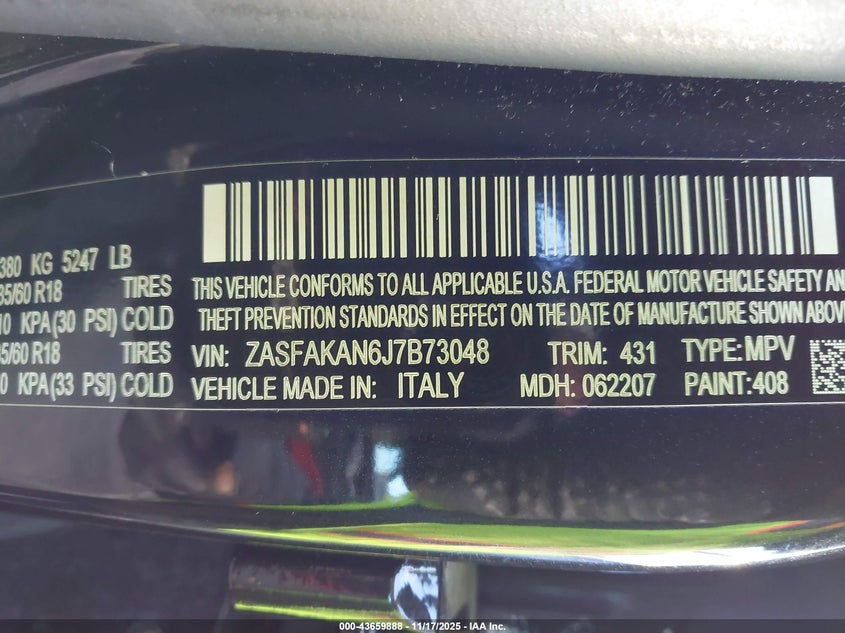 380 KG 5247 LB
35/60 R18 TIRES
10 KPA(30 PSI) COLD
35/60 R18 TIRES
0 KPA(33 PSI) COLD
THIS VEHICLE CONFORMS TO ALL APPLICABLE U.S.A. FEDERAL MOTOR VEHICLE SAFETY AN
THEFT PREVENTION STANDARDS IN EFFECT ON THE DATE OF MANUFACTURE SHOWN ABOVE
VIN: ZASFAKAN6J7B73048 TRIM: 431 TYPE: MPV
VEHICLE MADE IN: ITALY MDH: 062207 PAINT: 408
000-43659888 - 11/17/2025 - IAA Inc.